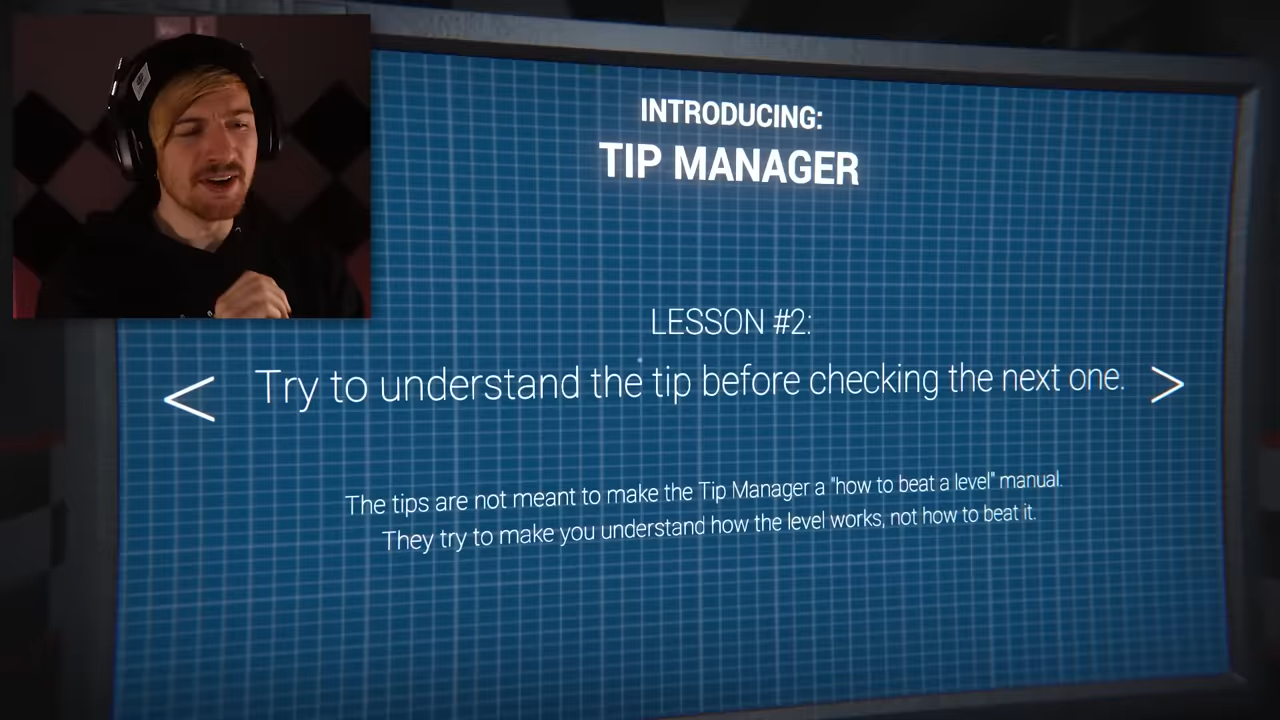 INTRODUCING:
TIP MANAGER
LESSON #2:
< Try to understand the tip before checking the next one. >
The tips are not meant to make the Tip Manager a "how to beat a level" manual.
They try to make you understand how the level works, not how to beat it.